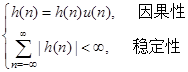 h(n) = h(n)u(n), 因果性
∞∑n=-∞ |h(n)| < ∞, 稳定性